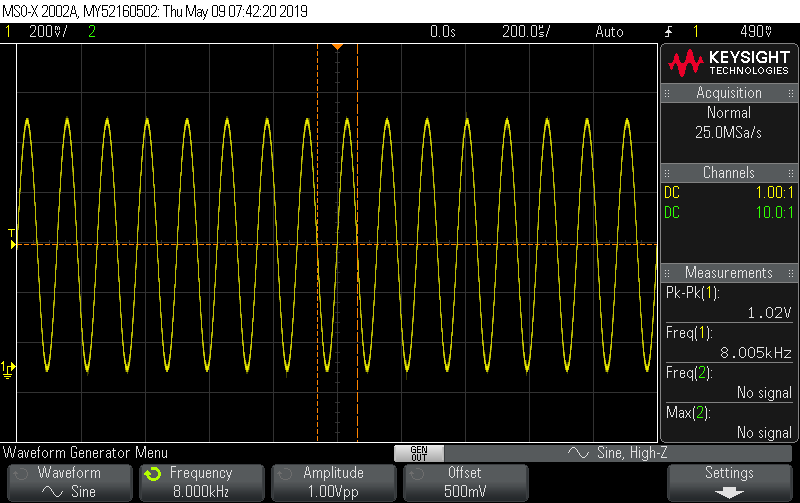 MSO-X 2002A, MY52160502: Thu May 09 07:42:20 2019
1 200V/ 2 0.0s 200.0s/ Auto 1 490V
KEYSIGHT
TECHNOLOGIES
Acquisition
Normal
25.0MSa/s
Channels
DC 1.00:1
DC 10.0:1
Measurements
Pk-Pk(1):
1.02V
Freq(1):
8.005kHz
Freq(2):
No signal
Max(2):
No signal
T
1
Waveform Generator Menu GEN OUT Sine, High-Z
Waveform Frequency Amplitude Offset Settings
Sine 8.000kHz 1.00Vpp 500mV